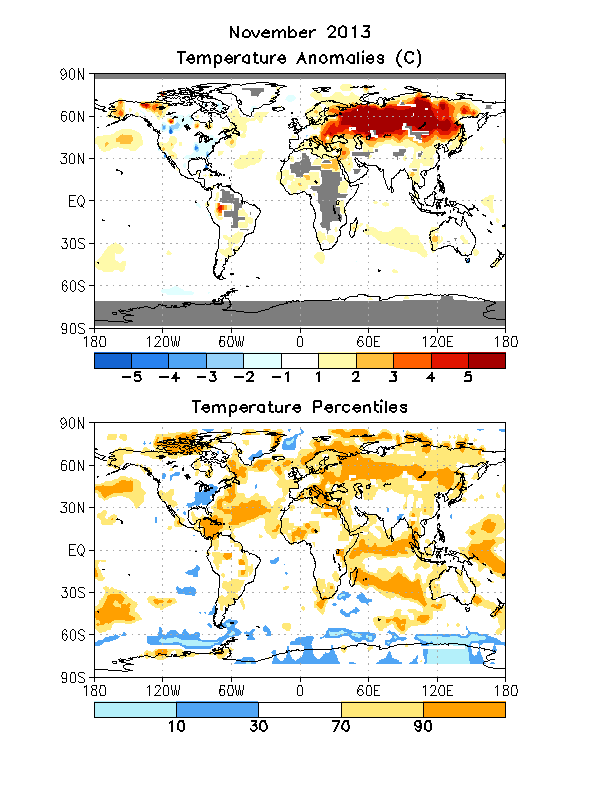 November 2013
Temperature Anomalies (C)
90N
60N
30N
EQ
30S
60S
90S
180 120W 60W 0 60E 120E 180
-5 -4 -3 -2 -1 1 2 3 4 5
Temperature Percentiles
90N
60N
30N
EQ
30S
60S
90S
180 120W 60W 0 60E 120E 180
10 30 70 90